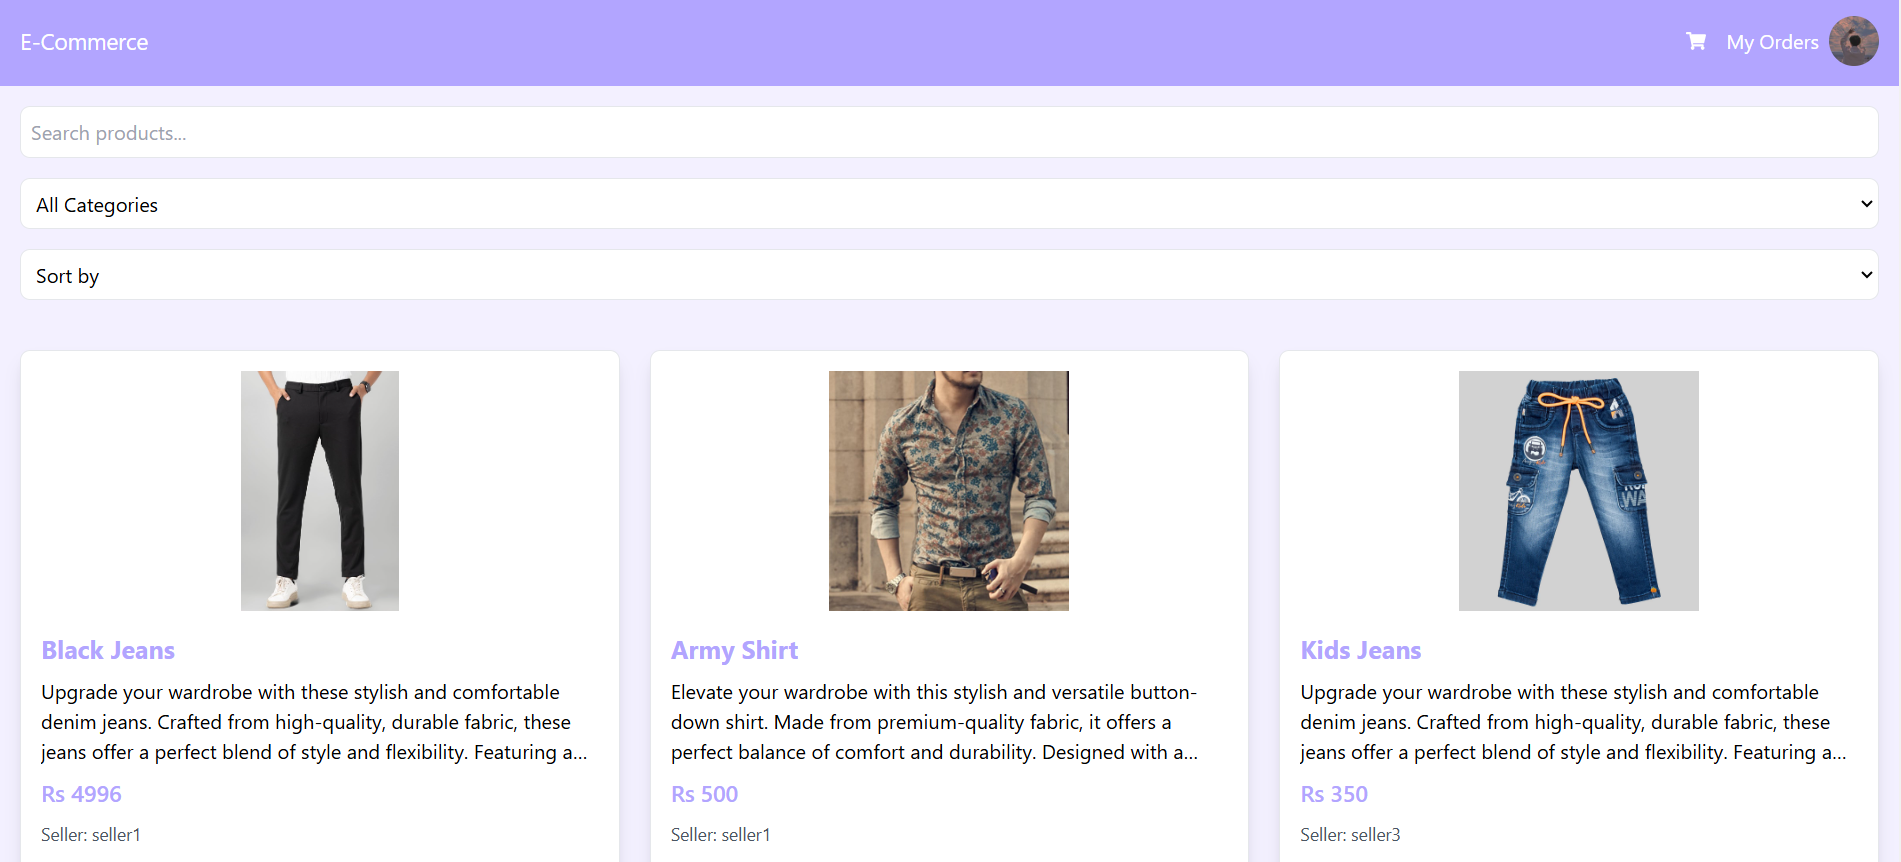 E-Commerce
My Orders
Search products...
All Categories
Sort by
Black Jeans
Upgrade your wardrobe with these stylish and comfortable
denim jeans. Crafted from high-quality, durable fabric, these
jeans offer a perfect blend of style and flexibility. Featuring a...
Rs 4996
Seller: seller1
Army Shirt
Elevate your wardrobe with this stylish and versatile button-
down shirt. Made from premium-quality fabric, it offers a
perfect balance of comfort and durability. Designed with a...
Rs 500
Seller: seller1
Kids Jeans
Upgrade your wardrobe with these stylish and comfortable
denim jeans. Crafted from high-quality, durable fabric, these
jeans offer a perfect blend of style and flexibility. Featuring a...
Rs 350
Seller: seller3